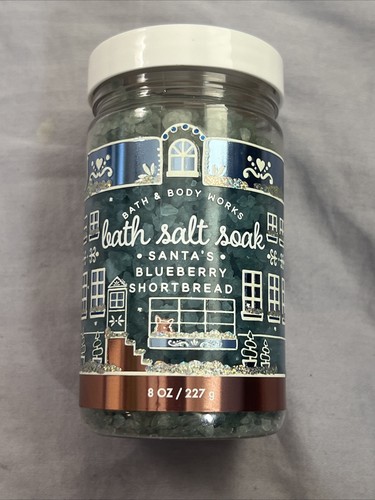 BATH & BODY WORKS
bath salt soak
• SANTA'S •
BLUEBERRY
SHORTBREAD
8 OZ / 227 g